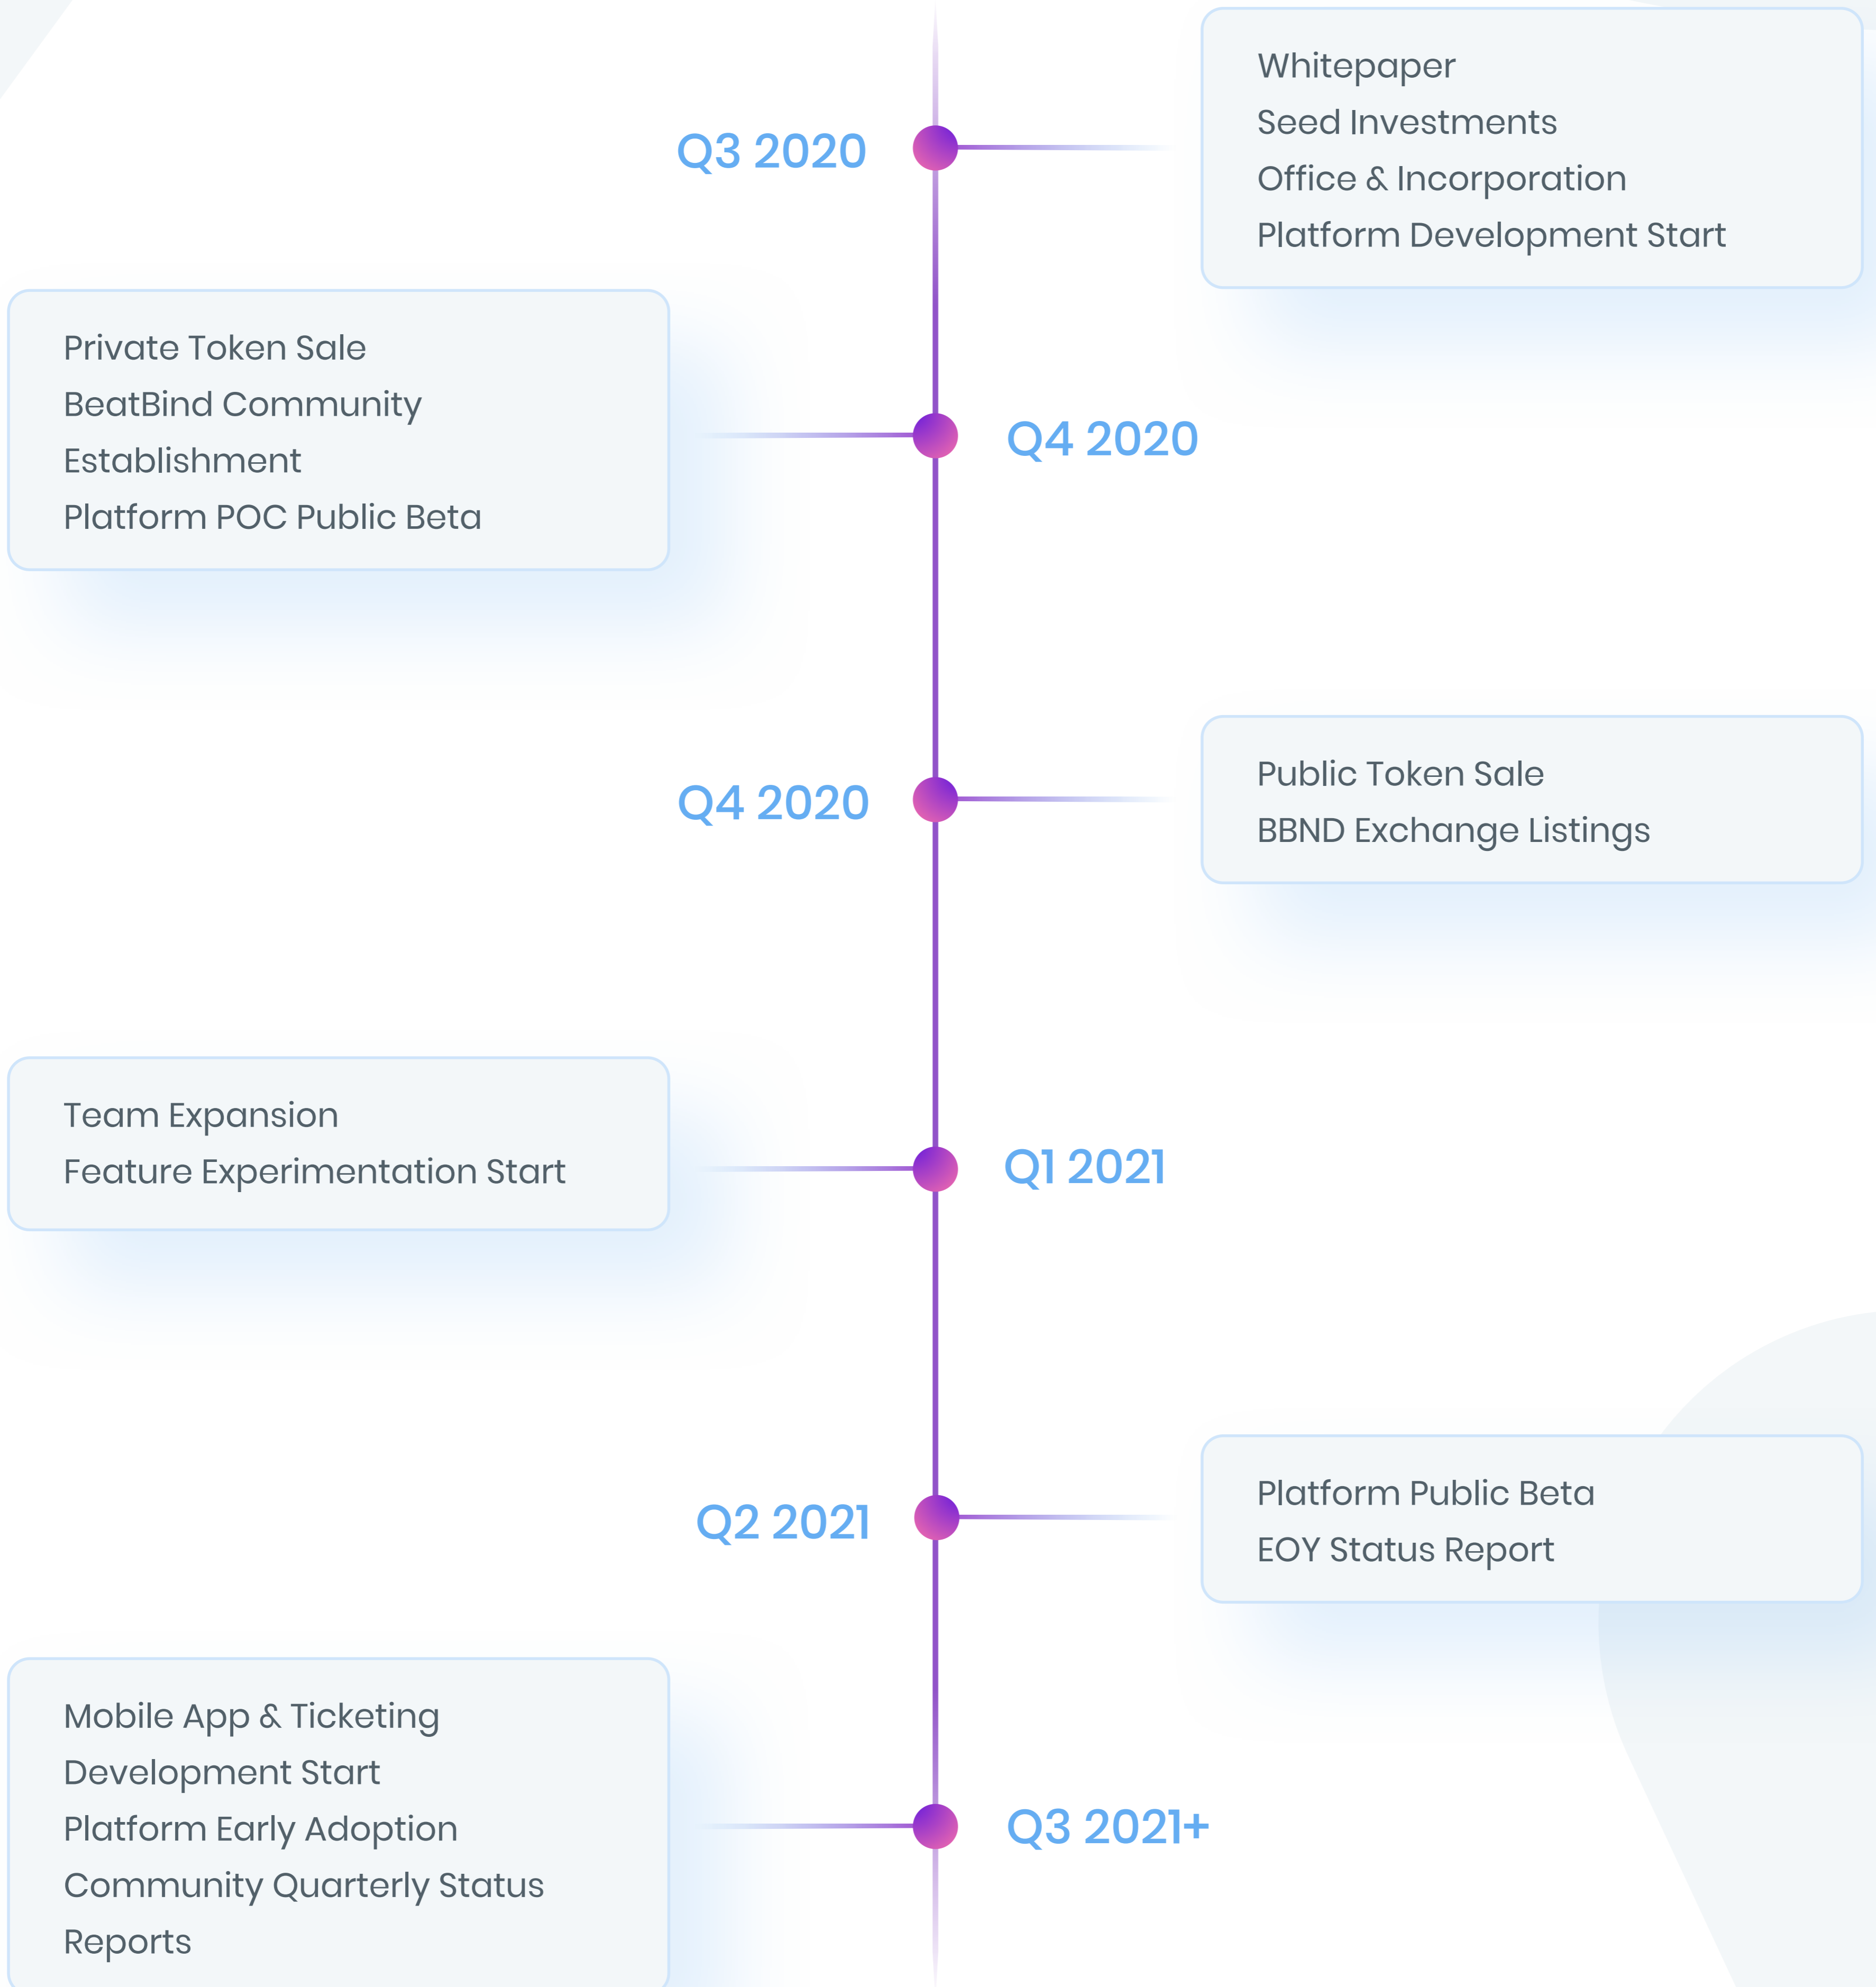 Q3 2020
Whitepaper
Seed Investments
Office & Incorporation
Platform Development Start
Private Token Sale
BeatBind Community
Establishment
Platform POC Public Beta
Q4 2020
Q4 2020
Public Token Sale
BBND Exchange Listings
Team Expansion
Feature Experimentation Start
Q1 2021
Q2 2021
Platform Public Beta
EOY Status Report
Mobile App & Ticketing
Development Start
Platform Early Adoption
Community Quarterly Status
Reports
Q3 2021+